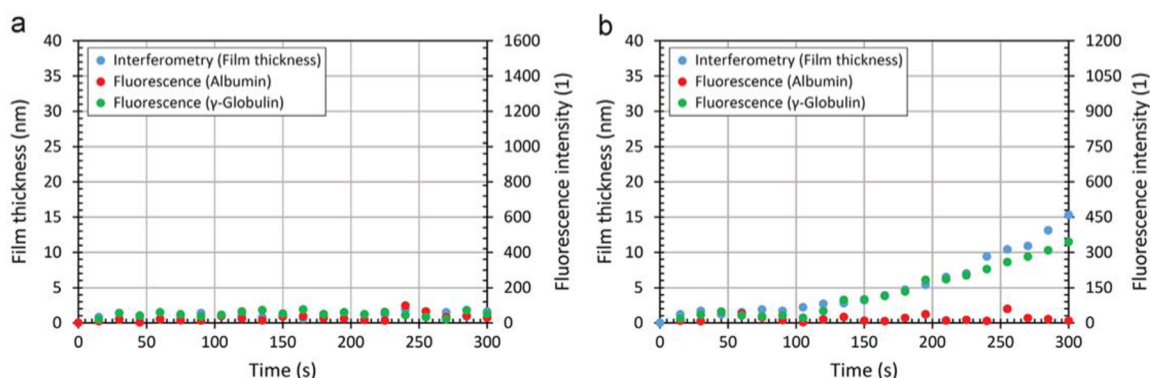 a
40
35
30
25
20
15
10
5
0
Film thickness (nm)
1600
1400
1200
1000
800
600
400
200
0
Fluorescence intensity (1)
Interferometry (Film thickness)
Fluorescence (Albumin)
Fluorescence (γ-Globulin)
0 50 100 150 200 250 300
Time (s)
b
40
35
30
25
20
15
10
5
0
Film thickness (nm)
1200
1050
900
750
600
450
300
150
0
Fluorescence intensity (1)
Interferometry (Film thickness)
Fluorescence (Albumin)
Fluorescence (γ-Globulin)
0 50 100 150 200 250 300
Time (s)